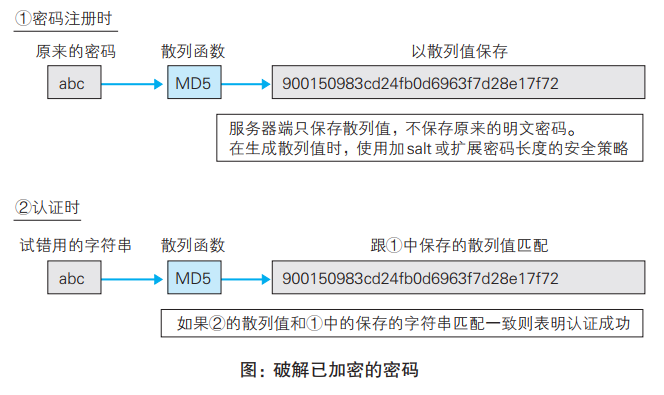 ①密码注册时
原来的密码 散列函数 以散列值保存
abc MD5 900150983cd24fb0d6963f7d28e17f72
服务器端只保存散列值，不保存原来的明文密码。
在生成散列值时，使用加 salt 或扩展密码长度的安全策略
②认证时
试错用的字符串 散列函数 跟①中保存的散列值匹配
abc MD5 900150983cd24fb0d6963f7d28e17f72
如果②的散列值和①中的保存的字符串匹配一致则表明认证成功
图：破解已加密的密码